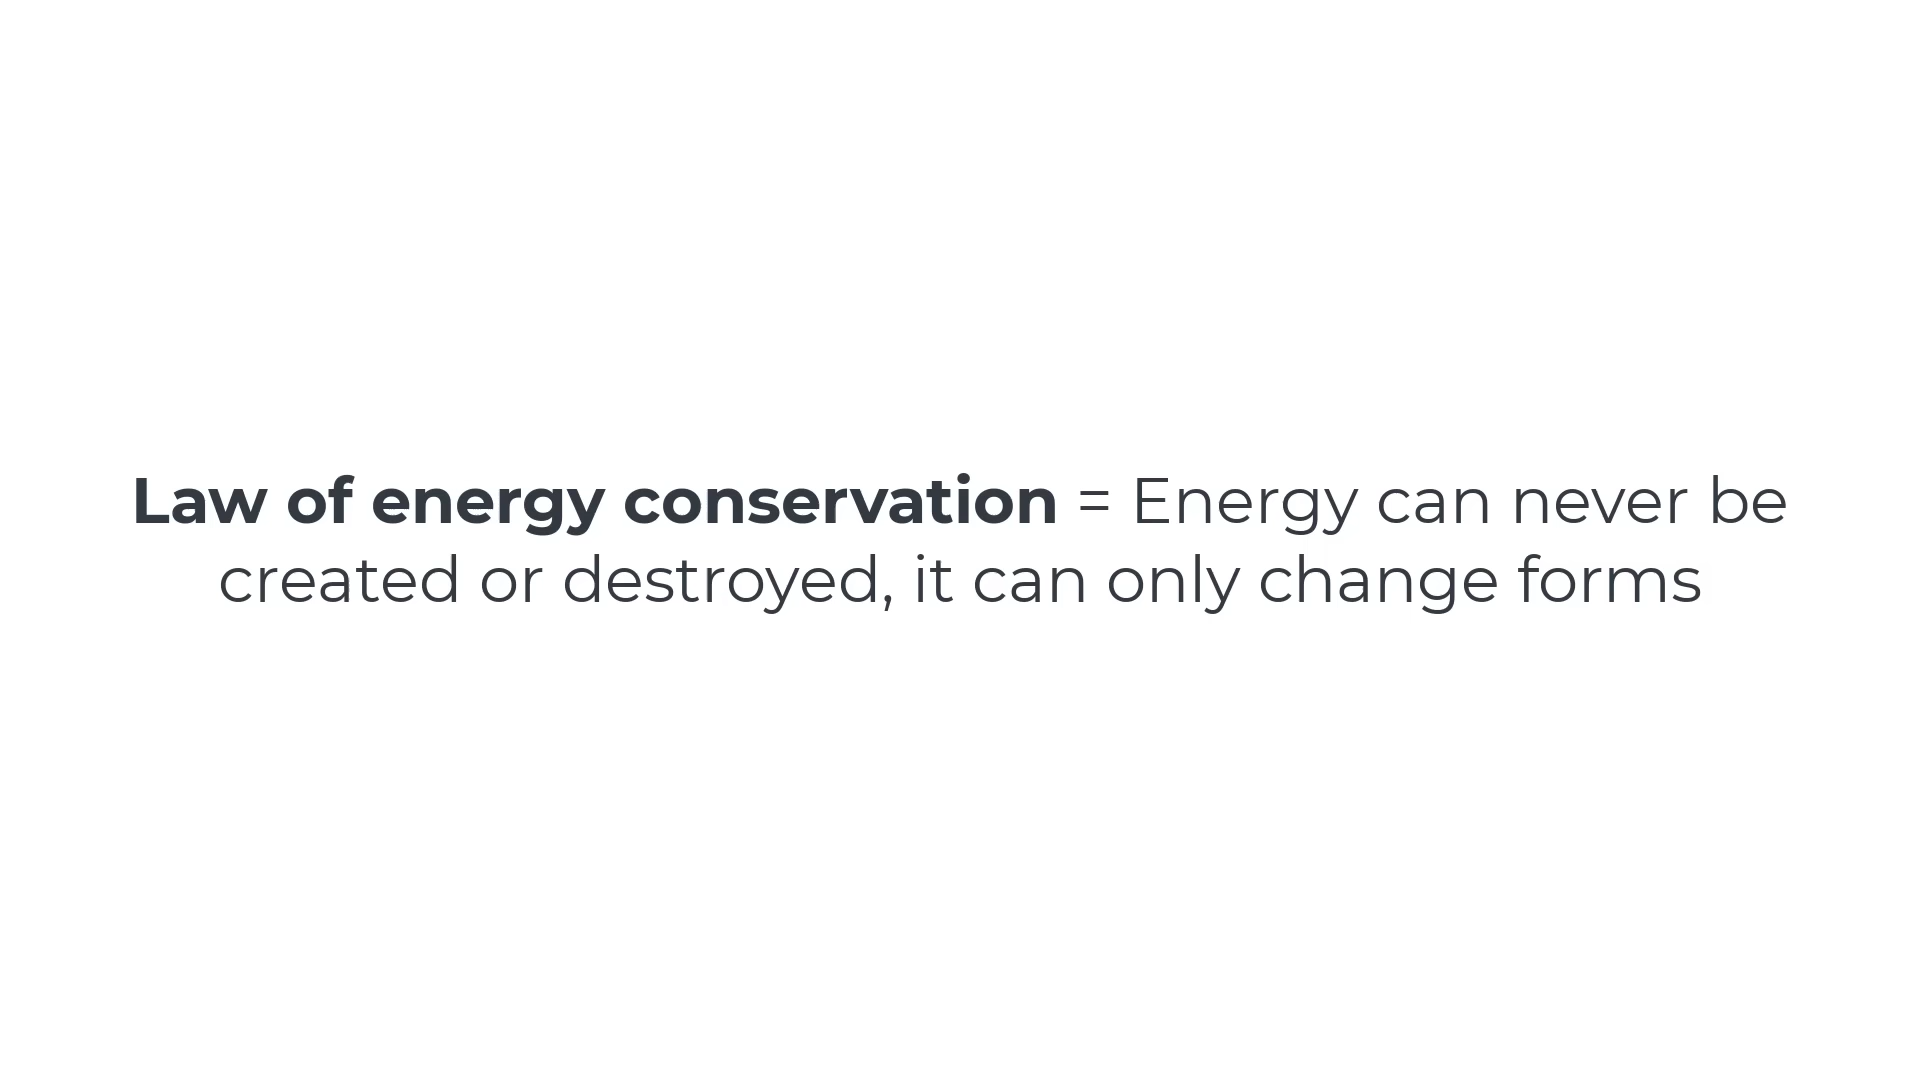 Law of energy conservation = Energy can never be
created or destroyed, it can only change forms